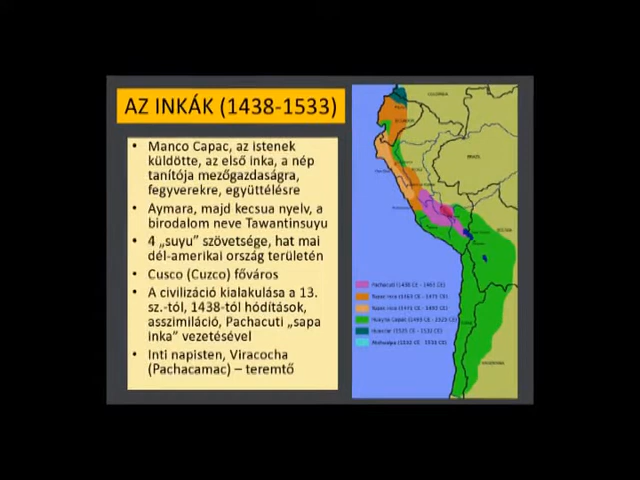 AZ INKÁK (1438-1533)
• Manco Capac, az istenek
küldötte, az első inka, a nép
tanítója mezőgazdaságra,
fegyverekre, együttélésre
• Aymara, majd kecsua nyelv, a
birodalom neve Tawantinsuyu
• 4 „suyu” szövetsége, hat mai
dél-amerikai ország területén
• Cusco (Cuzco) főváros
• A civilizáció kialakulása a 13.
sz.-tól, 1438-tól hódítások,
asszimiláció, Pachacuti „sapa
inka” vezetésével
• Inti napisten, Viracocha
(Pachacamac) – teremtő
COLOMBIA
ECUADOR